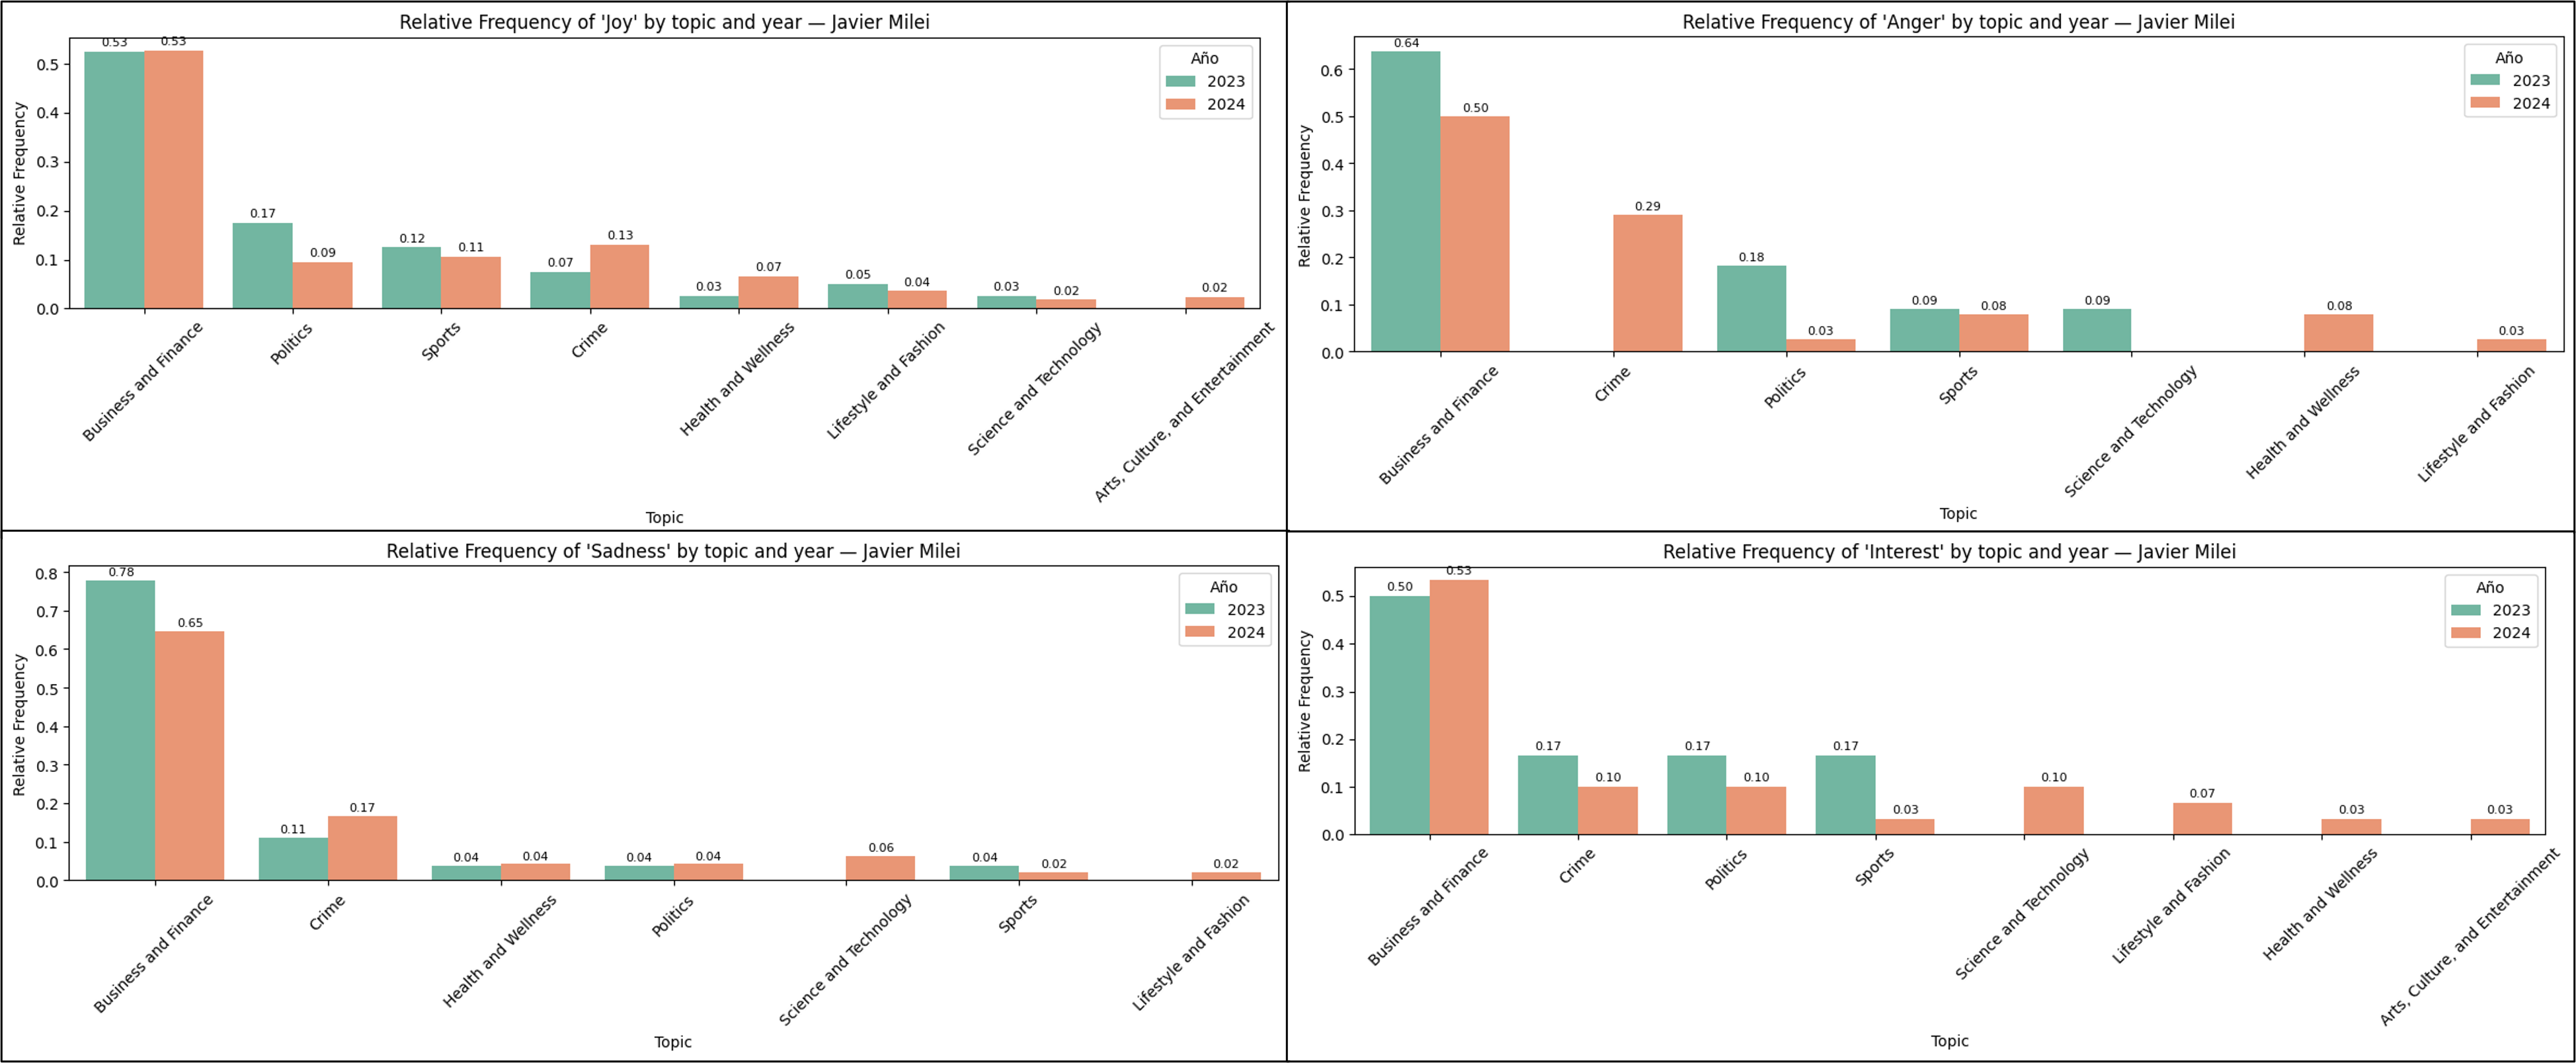 Relative Frequency of 'Joy' by topic and year — Javier Milei
Relative Frequency
0.5
0.4
0.3
0.2
0.1
0.0
0.53 0.53
0.17 0.09
0.12 0.11
0.07 0.13
0.03 0.07
0.05 0.04
0.03 0.02
0.02
Año
2023
2024
Business and Finance
Politics
Sports
Crime
Health and Wellness
Lifestyle and Fashion
Science and Technology
Arts, Culture, and Entertainment
Topic
Relative Frequency of 'Anger' by topic and year — Javier Milei
Relative Frequency
0.6
0.5
0.4
0.3
0.2
0.1
0.0
0.64 0.50
0.29
0.18 0.03
0.09 0.08
0.09
0.08
0.03
Año
2023
2024
Business and Finance
Crime
Politics
Sports
Science and Technology
Health and Wellness
Lifestyle and Fashion
Topic
Relative Frequency of 'Sadness' by topic and year — Javier Milei
Relative Frequency
0.8
0.7
0.6
0.5
0.4
0.3
0.2
0.1
0.0
0.78 0.65
0.11 0.17
0.04 0.04
0.04 0.04
0.06
0.04 0.02
0.02
Año
2023
2024
Business and Finance
Crime
Health and Wellness
Politics
Science and Technology
Sports
Lifestyle and Fashion
Topic
Relative Frequency of 'Interest' by topic and year — Javier Milei
Relative Frequency
0.5
0.4
0.3
0.2
0.1
0.0
0.50 0.53
0.17 0.10
0.17 0.10
0.17 0.03
0.10
0.07
0.03
0.03
Año
2023
2024
Business and Finance
Crime
Politics
Sports
Science and Technology
Lifestyle and Fashion
Health and Wellness
Arts, Culture, and Entertainment
Topic